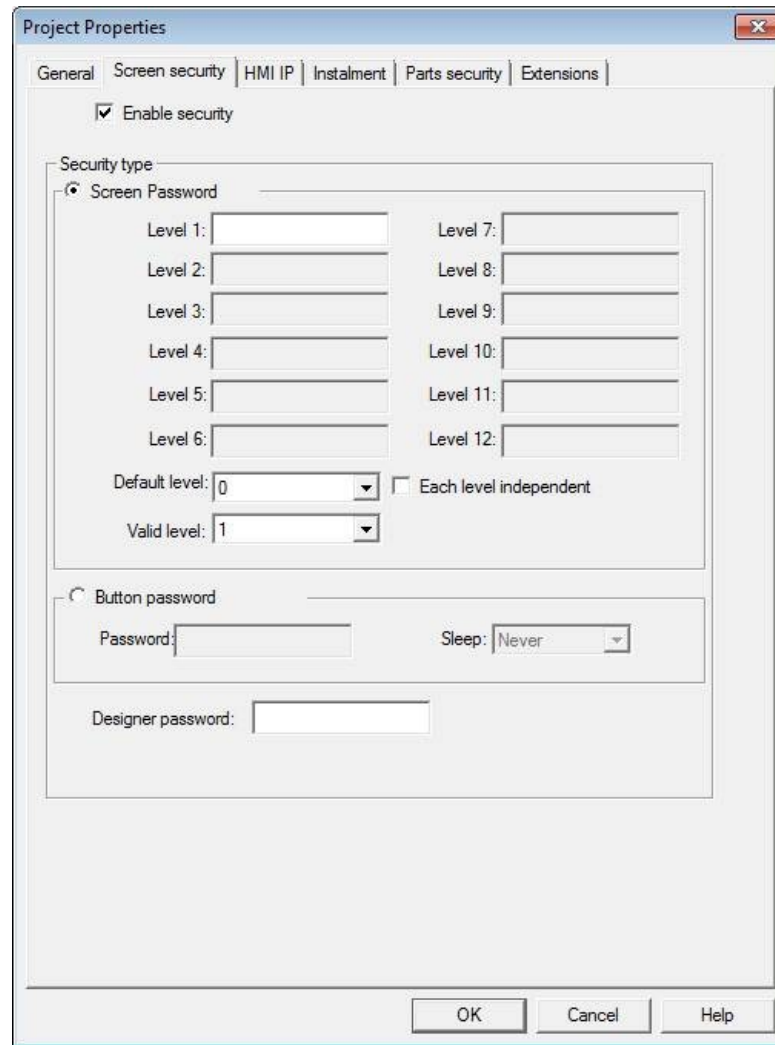 Project Properties
General Screen security HMI IP Instalment Parts security Extensions
Enable security
Security type
Screen Password
Level 1: Level 7:
Level 2: Level 8:
Level 3: Level 9:
Level 4: Level 10:
Level 5: Level 11:
Level 6: Level 12:
Default level: 0 Each level independent
Valid level: 1
Button password
Password: Sleep: Never
Designer password:
OK Cancel Help